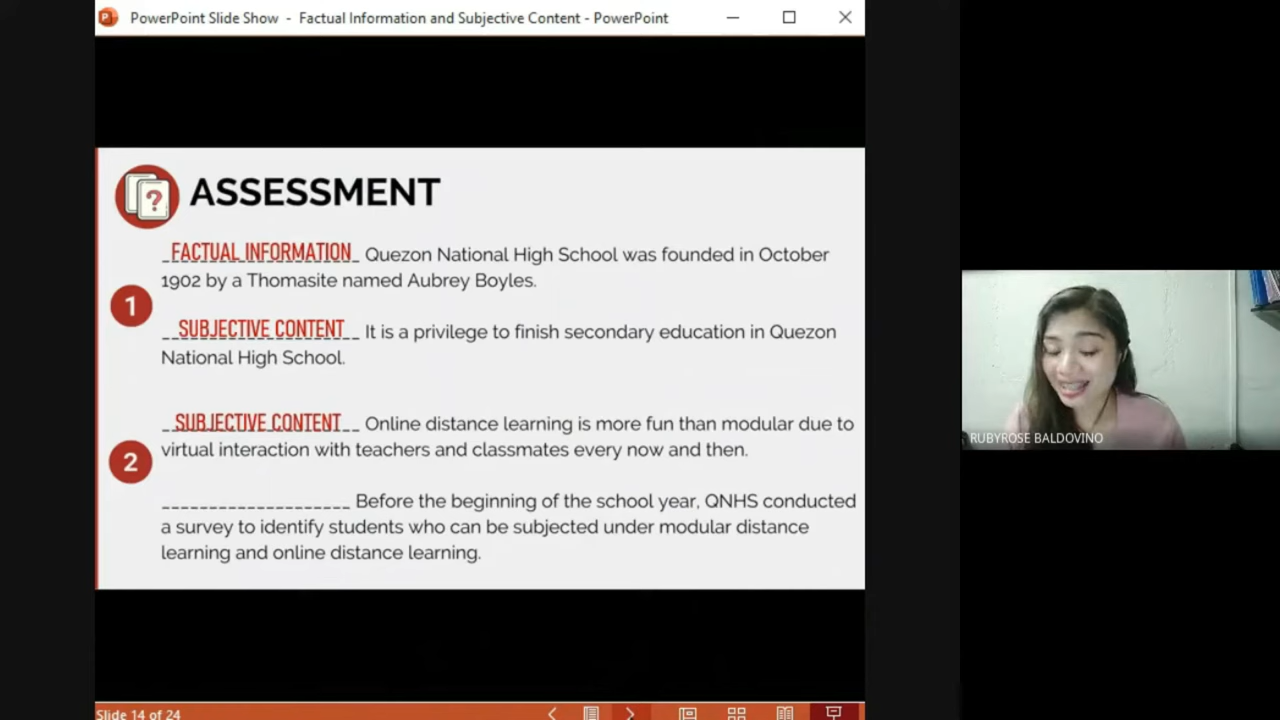 PowerPoint Slide Show - Factual Information and Subjective Content - PowerPoint
ASSESSMENT
_FACTUAL INFORMATION_ Quezon National High School was founded in October
1902 by a Thomasite named Aubrey Boyles.
1
__SUBJECTIVE CONTENT__ It is a privilege to finish secondary education in Quezon
National High School.
__SUBJECTIVE CONTENT__ Online distance learning is more fun than modular due to
2
virtual interaction with teachers and classmates every now and then.
____________________ Before the beginning of the school year, QNHS conducted
a survey to identify students who can be subjected under modular distance
learning and online distance learning.
RUBYROSE BALDOVINO
Slide 14 of 24